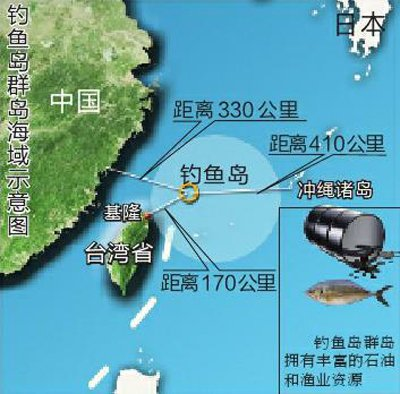 钓鱼岛群岛海域示意图
日本
中国
距离330公里
距离410公里
钓鱼岛
冲绳诸岛
基隆
台湾省
距离170公里
钓鱼岛群岛
拥有丰富的石油
和渔业资源